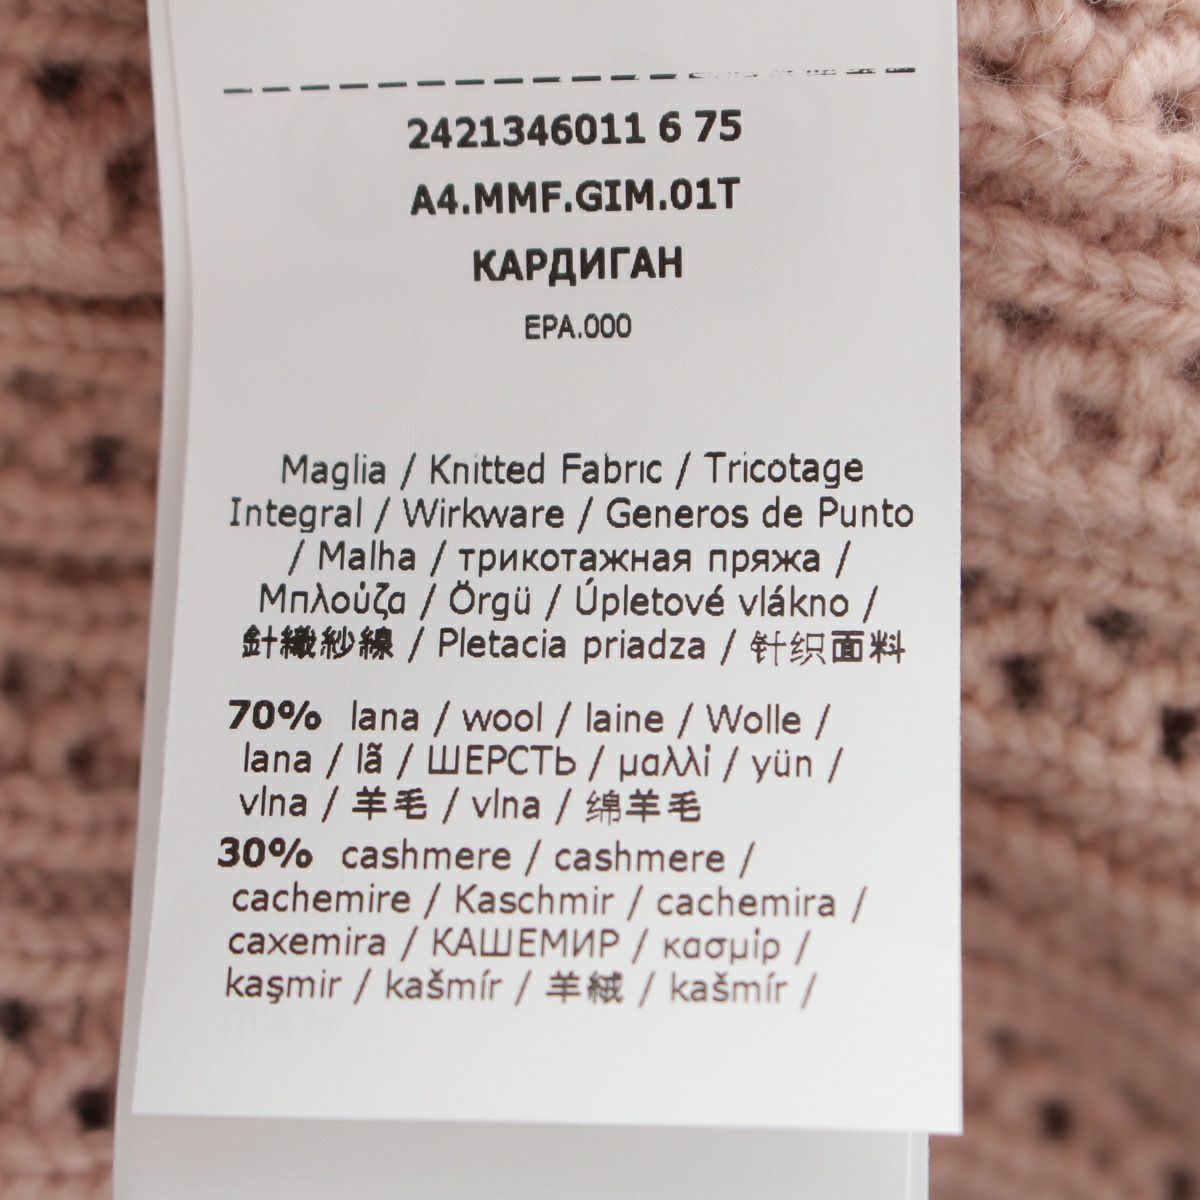 2421346011 6 75
A4.MMF.GIM.01T
КАРДИГАН
EPA.000
Maglia / Knitted Fabric / Tricotage
Integral / Wirkware / Generos de Punto
/ Malha / трикотажная пряжа /
Μπλούζα / Örgü / Úpletové vlákno /
針織紗線 / Pletacia priadza / 针织面料
70% lana / wool / laine / Wolle /
lana / lã / ШЕРСТЬ / μαλλί / yün /
vlna / 羊毛 / vlna / 绵羊毛
30% cashmere / cashmere /
cachemire / Kaschmir / cachemira /
caxemira / КАШЕМИР / κασμίρ /
kaşmir / kašmír / 羊絨 / kašmír /